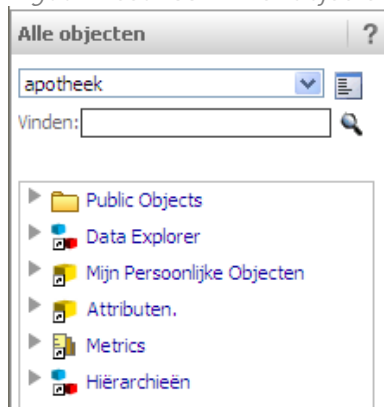 Alle objecten ?
apotheek
Vinden:
Public Objects
Data Explorer
Mijn Persoonlijke Objecten
Attributen.
Metrics
Hiërarchieën